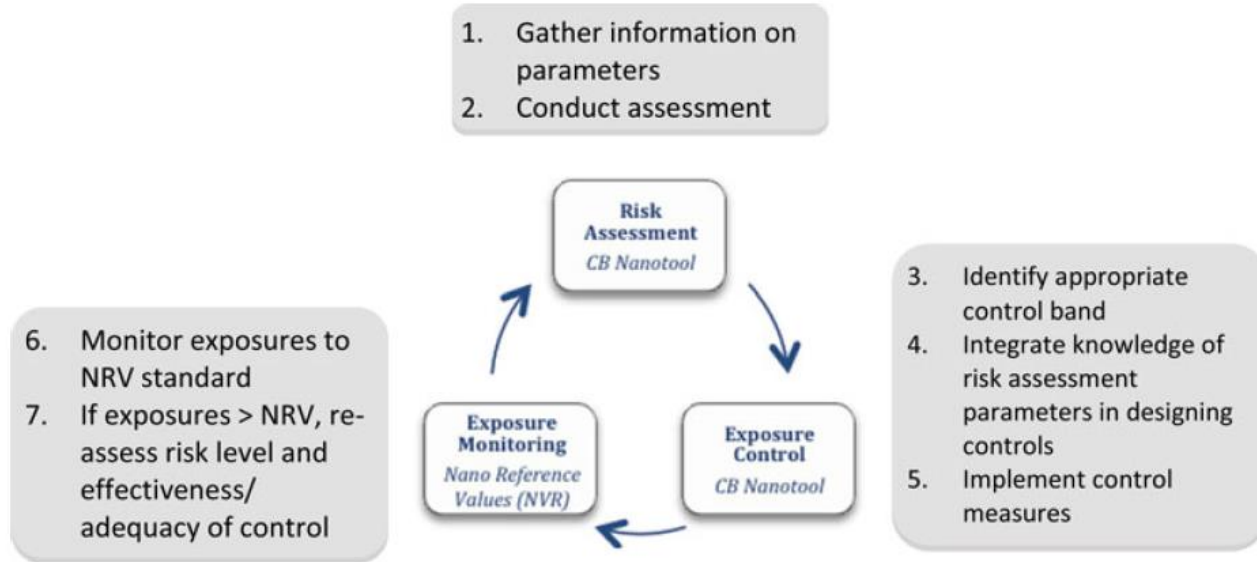 1. Gather information on
parameters
2. Conduct assessment
Risk
Assessment
CB Nanotool
3. Identify appropriate
control band
4. Integrate knowledge of
risk assessment
parameters in designing
controls
5. Implement control
measures
Exposure
Control
CB Nanotool
Exposure
Monitoring
Nano Reference
Values (NVR)
6. Monitor exposures to
NRV standard
7. If exposures > NRV, re-
assess risk level and
effectiveness/
adequacy of control